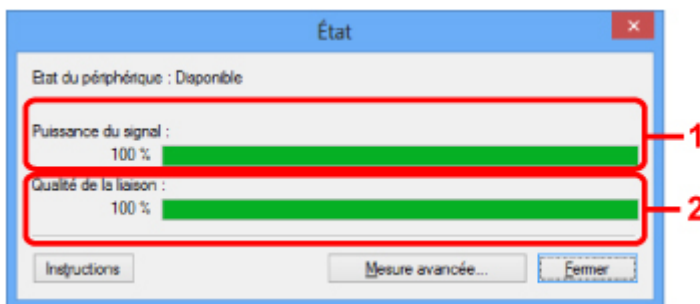 État
Etat du périphérique : Disponible
Puissance du signal :
100 %
1
Qualité de la liaison :
100 %
2
Instructions
Mesure avancée...
Fermer